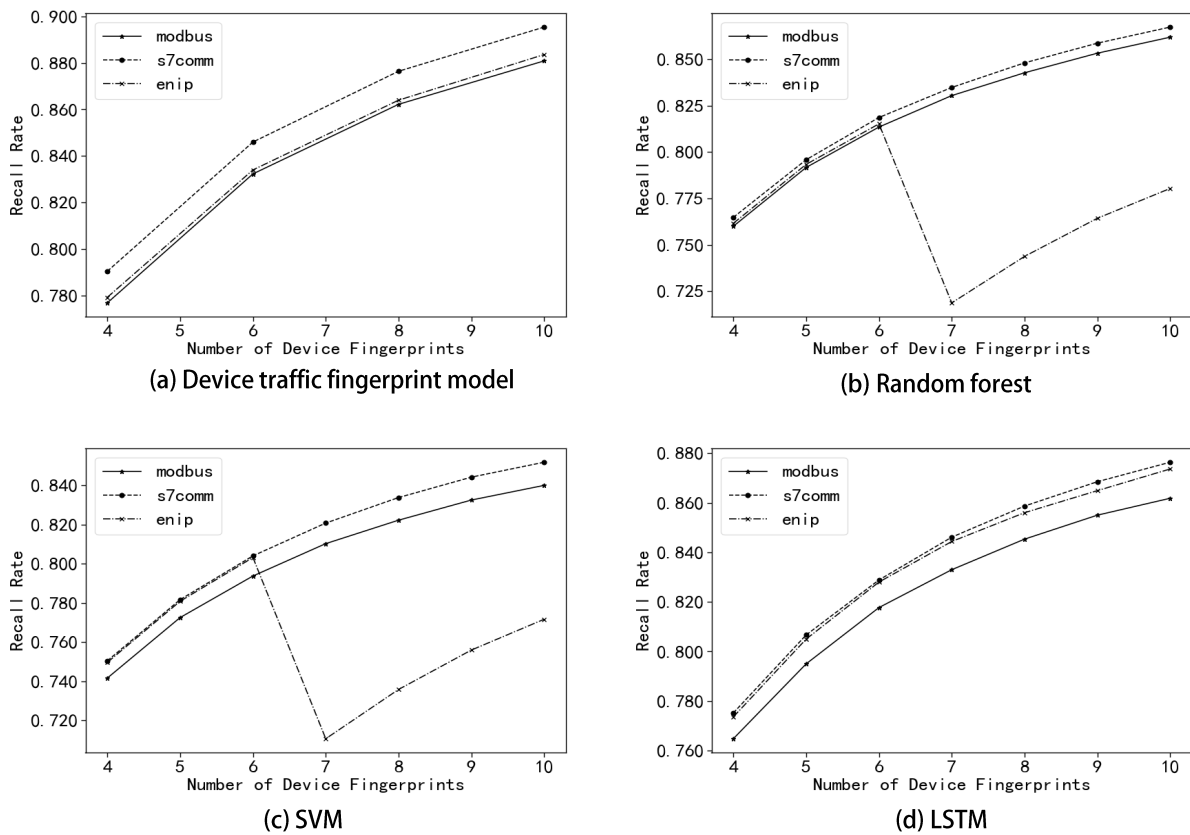 0.900
0.880
0.860
0.840
0.820
0.800
0.780
Recall Rate
modbus
s7comm
enip
4 5 6 7 8 9 10
Number of Device Fingerprints
(a) Device traffic fingerprint model
0.850
0.825
0.800
0.775
0.750
0.725
Recall Rate
modbus
s7comm
enip
4 5 6 7 8 9 10
Number of Device Fingerprints
(b) Random forest
0.840
0.820
0.800
0.780
0.760
0.740
0.720
Recall Rate
modbus
s7comm
enip
4 5 6 7 8 9 10
Number of Device Fingerprints
(c) SVM
0.880
0.860
0.840
0.820
0.800
0.780
0.760
Recall Rate
modbus
s7comm
enip
4 5 6 7 8 9 10
Number of Device Fingerprints
(d) LSTM